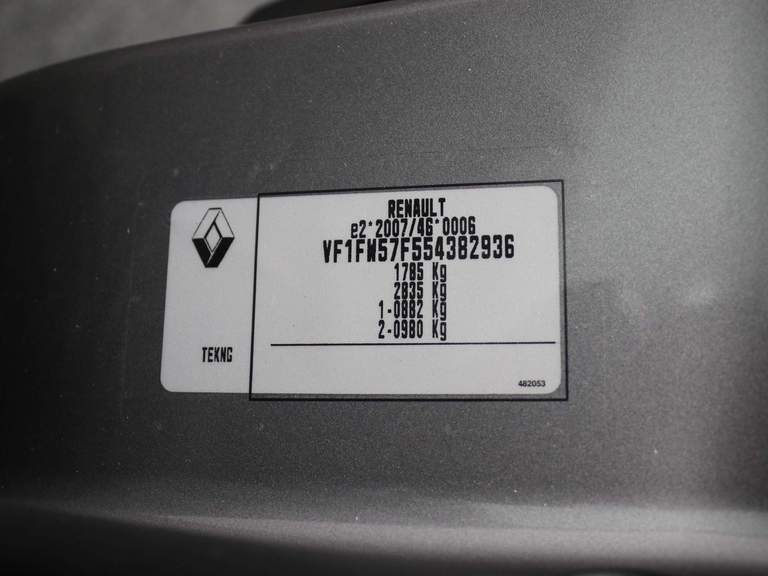 RENAULT
e2*2007/46*0006
VF1FW57F554382936
1785 Kg
2835 Kg
1-0882 Kg
2-0980 Kg
TEKNG
482053